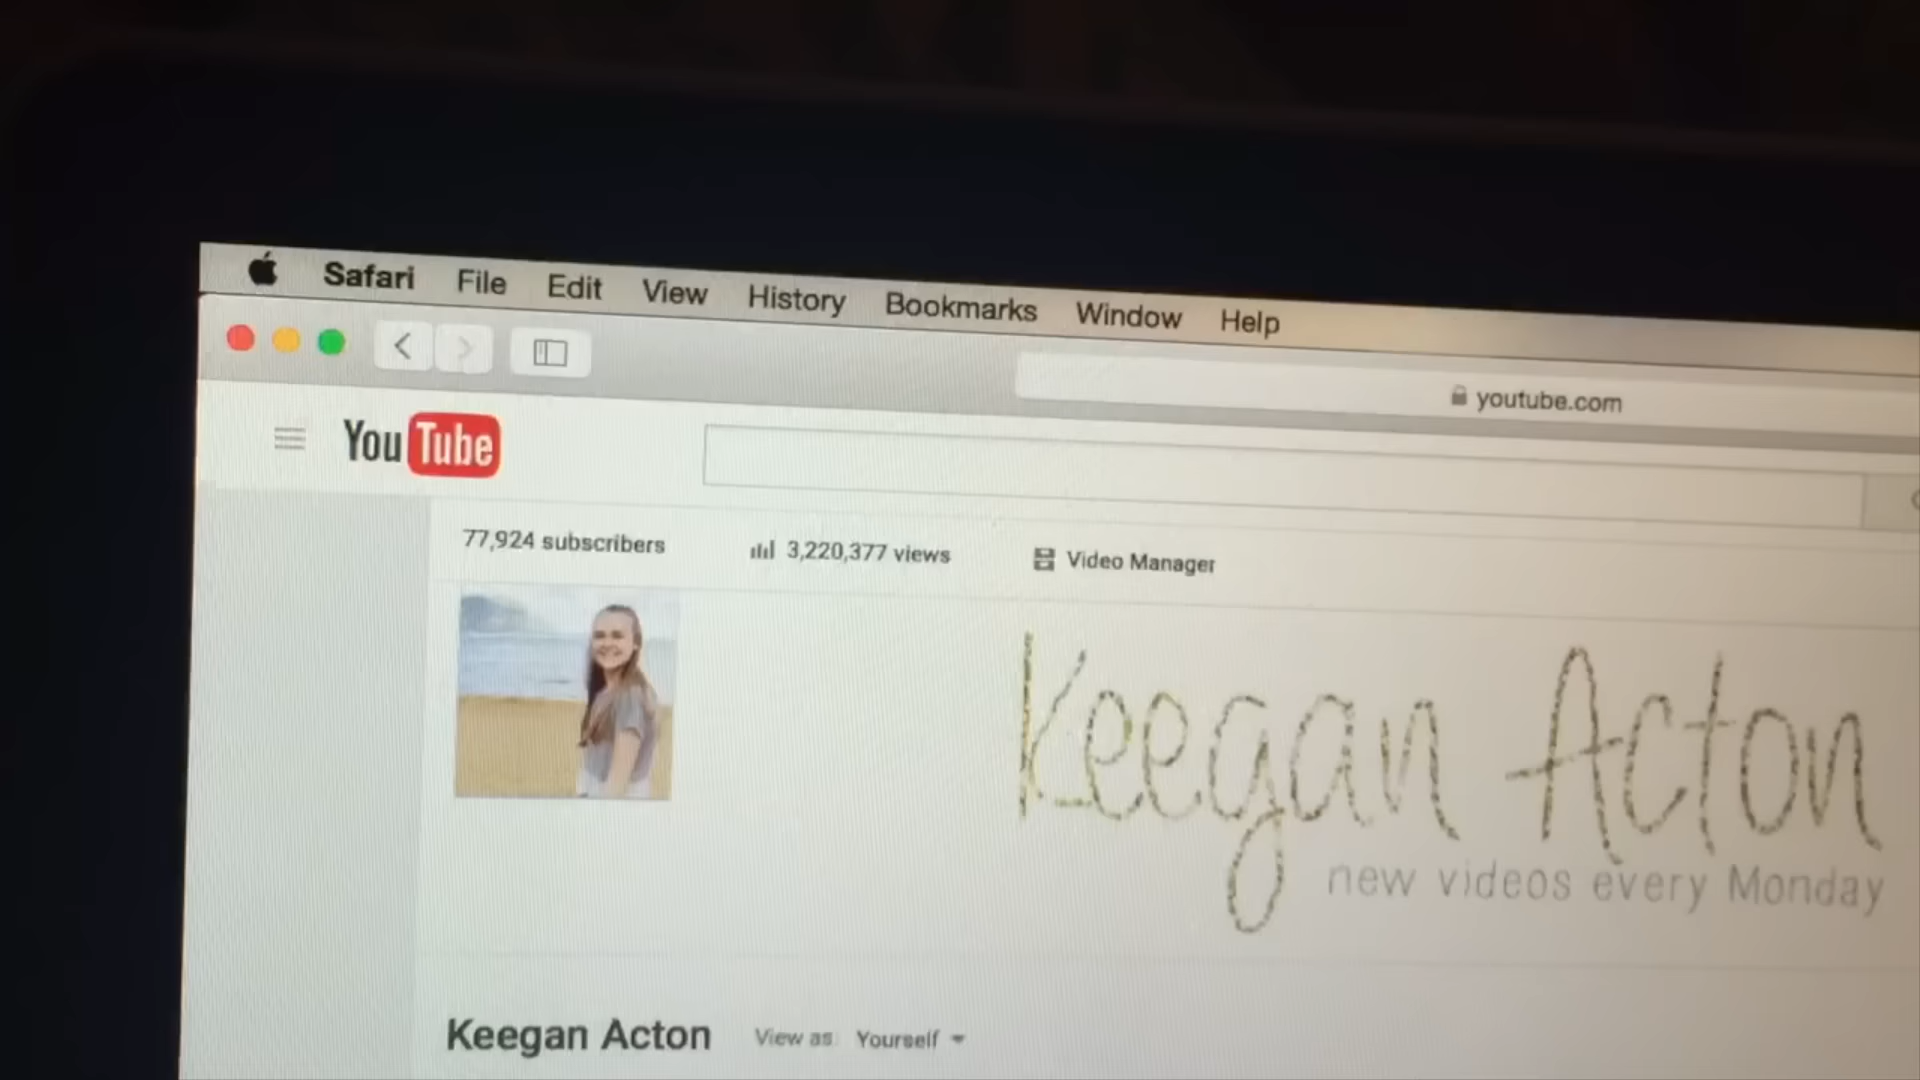 Safari File Edit View History Bookmarks Window Help
youtube.com
YouTube
77,924 subscribers 3,220,377 views Video Manager
Keegan Acton
new videos every Monday
Keegan Acton View as: Yourself